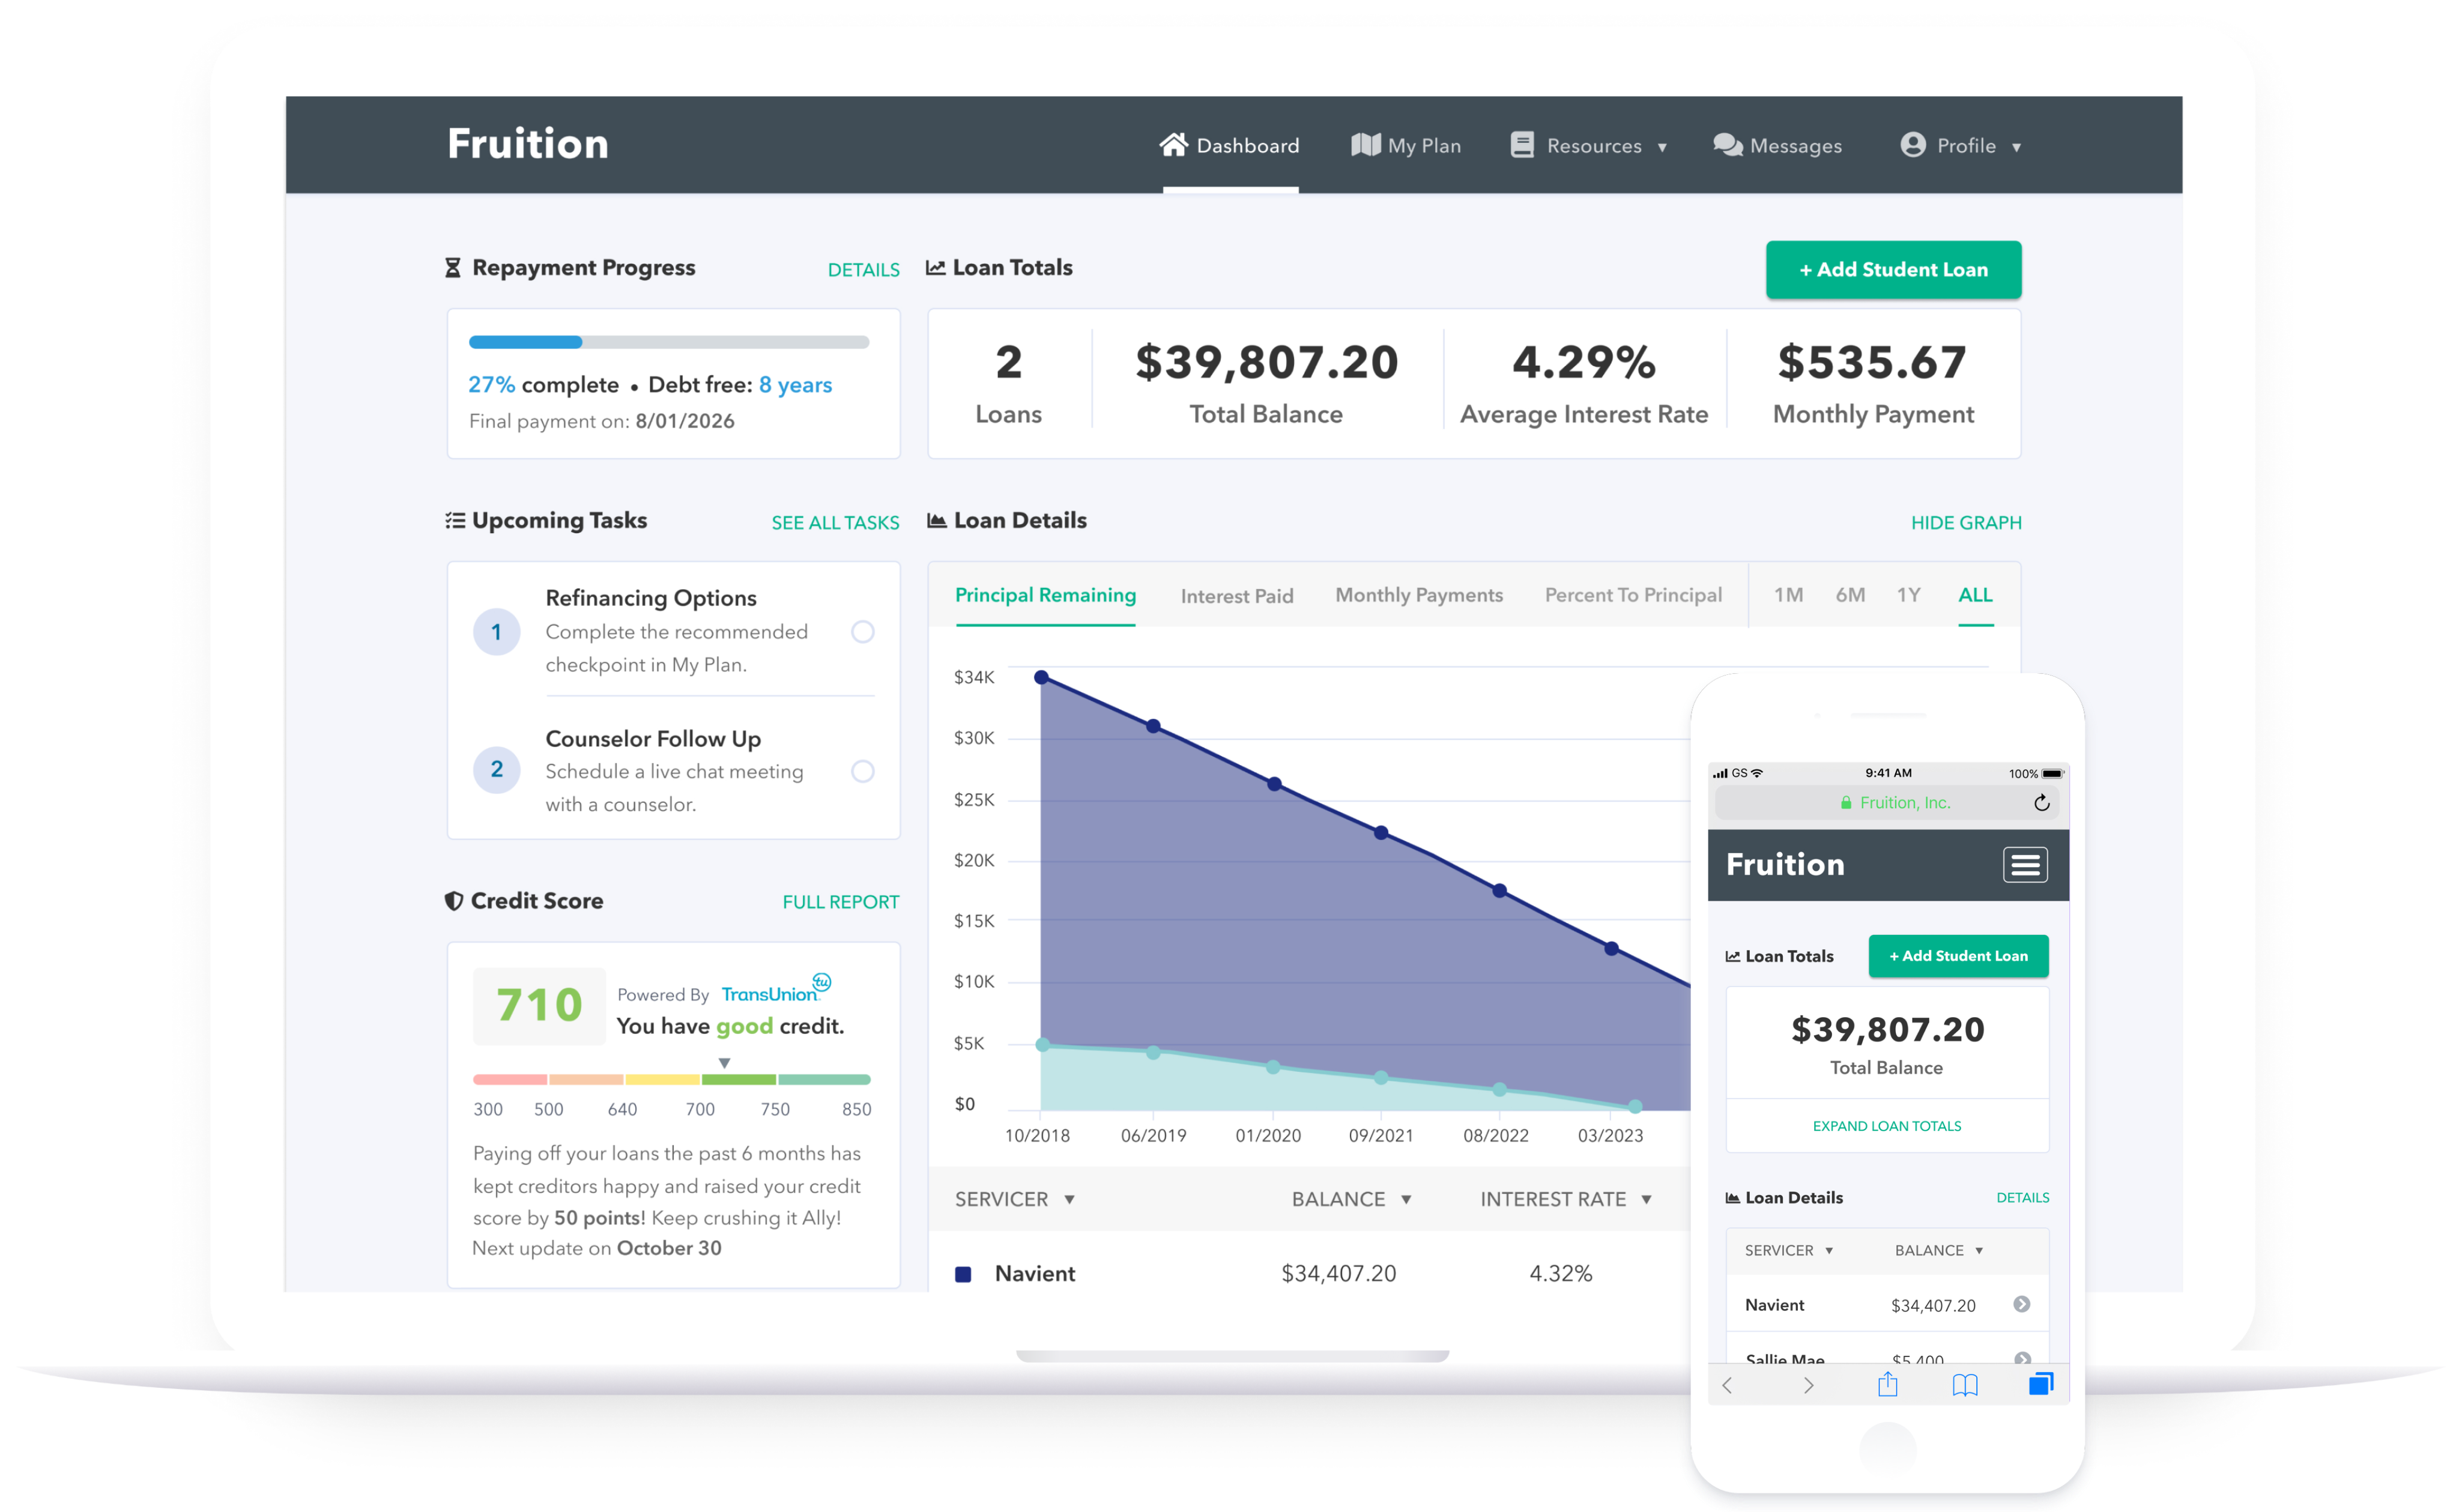 Fruition
Dashboard
My Plan
Resources ▼
Messages
Profile ▼
Repayment Progress
DETAILS
27% complete • Debt free: 8 years
Final payment on: 8/01/2026
Loan Totals
+ Add Student Loan
2
Loans
$39,807.20
Total Balance
4.29%
Average Interest Rate
$535.67
Monthly Payment
Upcoming Tasks
SEE ALL TASKS
1
Refinancing Options
Complete the recommended
checkpoint in My Plan.
2
Counselor Follow Up
Schedule a live chat meeting
with a counselor.
Credit Score
FULL REPORT
710
Powered By TransUnion
tu
You have good credit.
300 500 640 700 750 850
Paying off your loans the past 6 months has
kept creditors happy and raised your credit
score by 50 points! Keep crushing it Ally!
Next update on October 30
Loan Details
HIDE GRAPH
Principal Remaining
Interest Paid
Monthly Payments
Percent To Principal
1M 6M 1Y ALL
$34K
$30K
$25K
$20K
$15K
$10K
$5K
$0
10/2018 06/2019 01/2020 09/2021 08/2022 03/2023
SERVICER ▼ BALANCE ▼ INTEREST RATE ▼
Navient $34,407.20 4.32%
GS 9:41 AM 100%
Fruition, Inc.
Fruition
Loan Totals
+ Add Student Loan
$39,807.20
Total Balance
EXPAND LOAN TOTALS
Loan Details
DETAILS
SERVICER ▼ BALANCE ▼
Navient $34,407.20
Sallie Mae $5,400